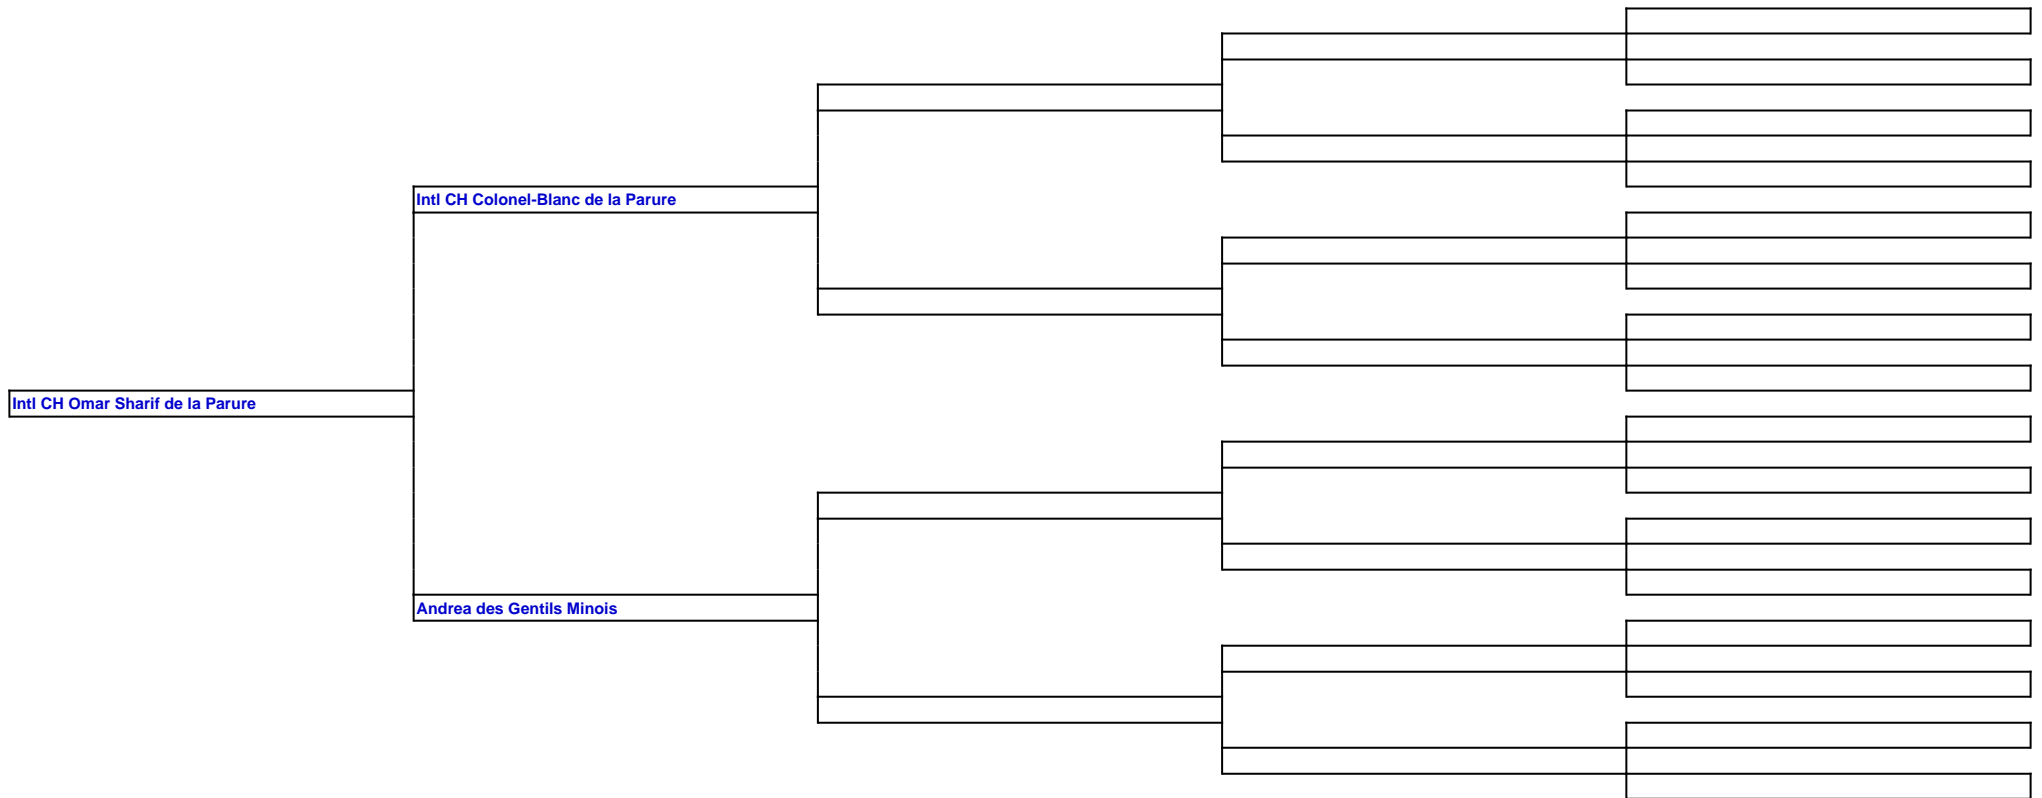 Intl CH Colonel-Blanc de la Parure
Intl CH Omar Sharif de la Parure
Andrea des Gentils Minois